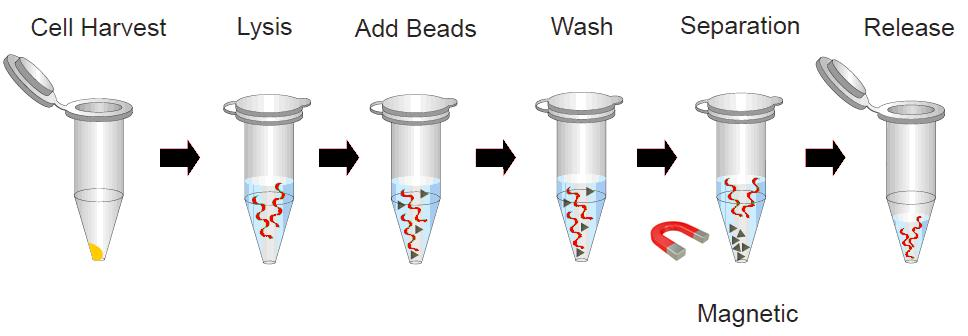 Cell Harvest
Lysis
Add Beads
Wash
Separation
Release
Magnetic